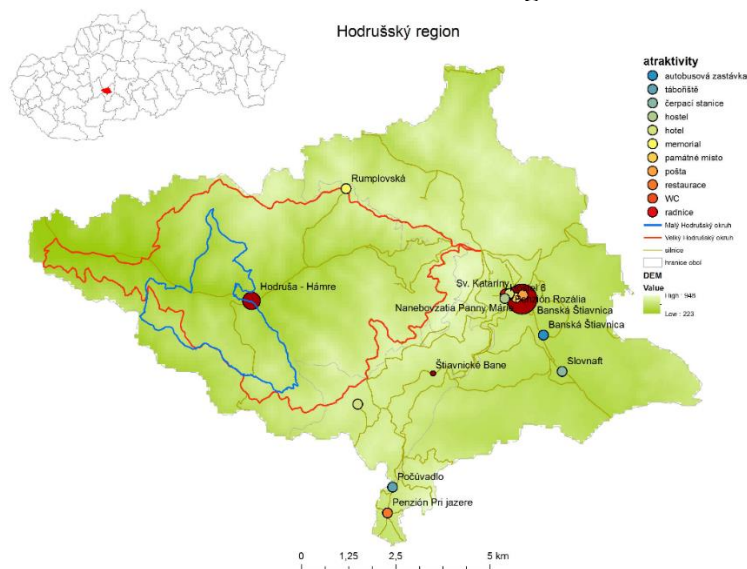 Hodrušský region
atraktivity
autobusová zastávka
tábořiště
čerpací stanice
hostel
hotel
memorial
památné místo
pošta
restaurace
WC
radnice
Malý Hodrušský okruh
Velký Hodrušský okruh
silnice
hranice obcí
DEM
Value
High : 946
Low : 223
Rumplovská
Hodruša - Hámre
Sv. Kataríny
Penzión Rozália
Nanebovzatia Panny Márie
Banská Štiavnica
Banská Štiavnica
Slovnaft
Štiavnické Bane
Počúvadlo
Penzión Pri jazere
0 1,25 2,5 5 km